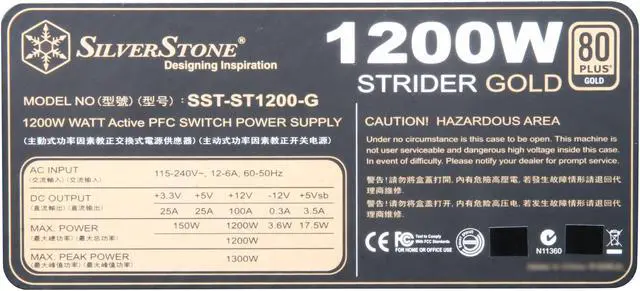 SILVERSTONE®
Designing Inspiration
1200W
STRIDER GOLD
80
PLUS
GOLD
MODEL NO (型號) (型号) : SST-ST1200-G
1200W WATT Active PFC SWITCH POWER SUPPLY
(主動式功率因素教正交換式電源供應器) (主动式功率因素教正开关电源)
AC INPUT
(交流輸入) (交流输入)
115-240V~, 12-6A, 60-50Hz
DC OUTPUT
(直流輸出) (直流输出)
+3.3V +5V +12V -12V +5Vsb
25A 25A 100A 0.3A 3.5A
MAX. POWER
(最大總功率) (最大总功率)
150W 1200W 3.6W 17.5W
1200W
MAX. PEAK POWER
(最大峰值功率) (最大峰值功率)
1300W
CAUTION! HAZARDOUS AREA
Under no circumstance is this case to be open. This machine is
not user serviceable and dangerous high voltage inside this case.
In event of difficulty. Please notify your dealer for prompt service.
警告!請勿將盒蓋打開, 內有危險高壓電, 若發生故障情形請退回代
理商維修.
警告!请勿将盒盖打开, 内有危险高压电, 若发生故障情形请退回代
理商维修.
CE FC Tested to Comply
With FCC Standards
FOR HOME OR OFFICE USE
N11360